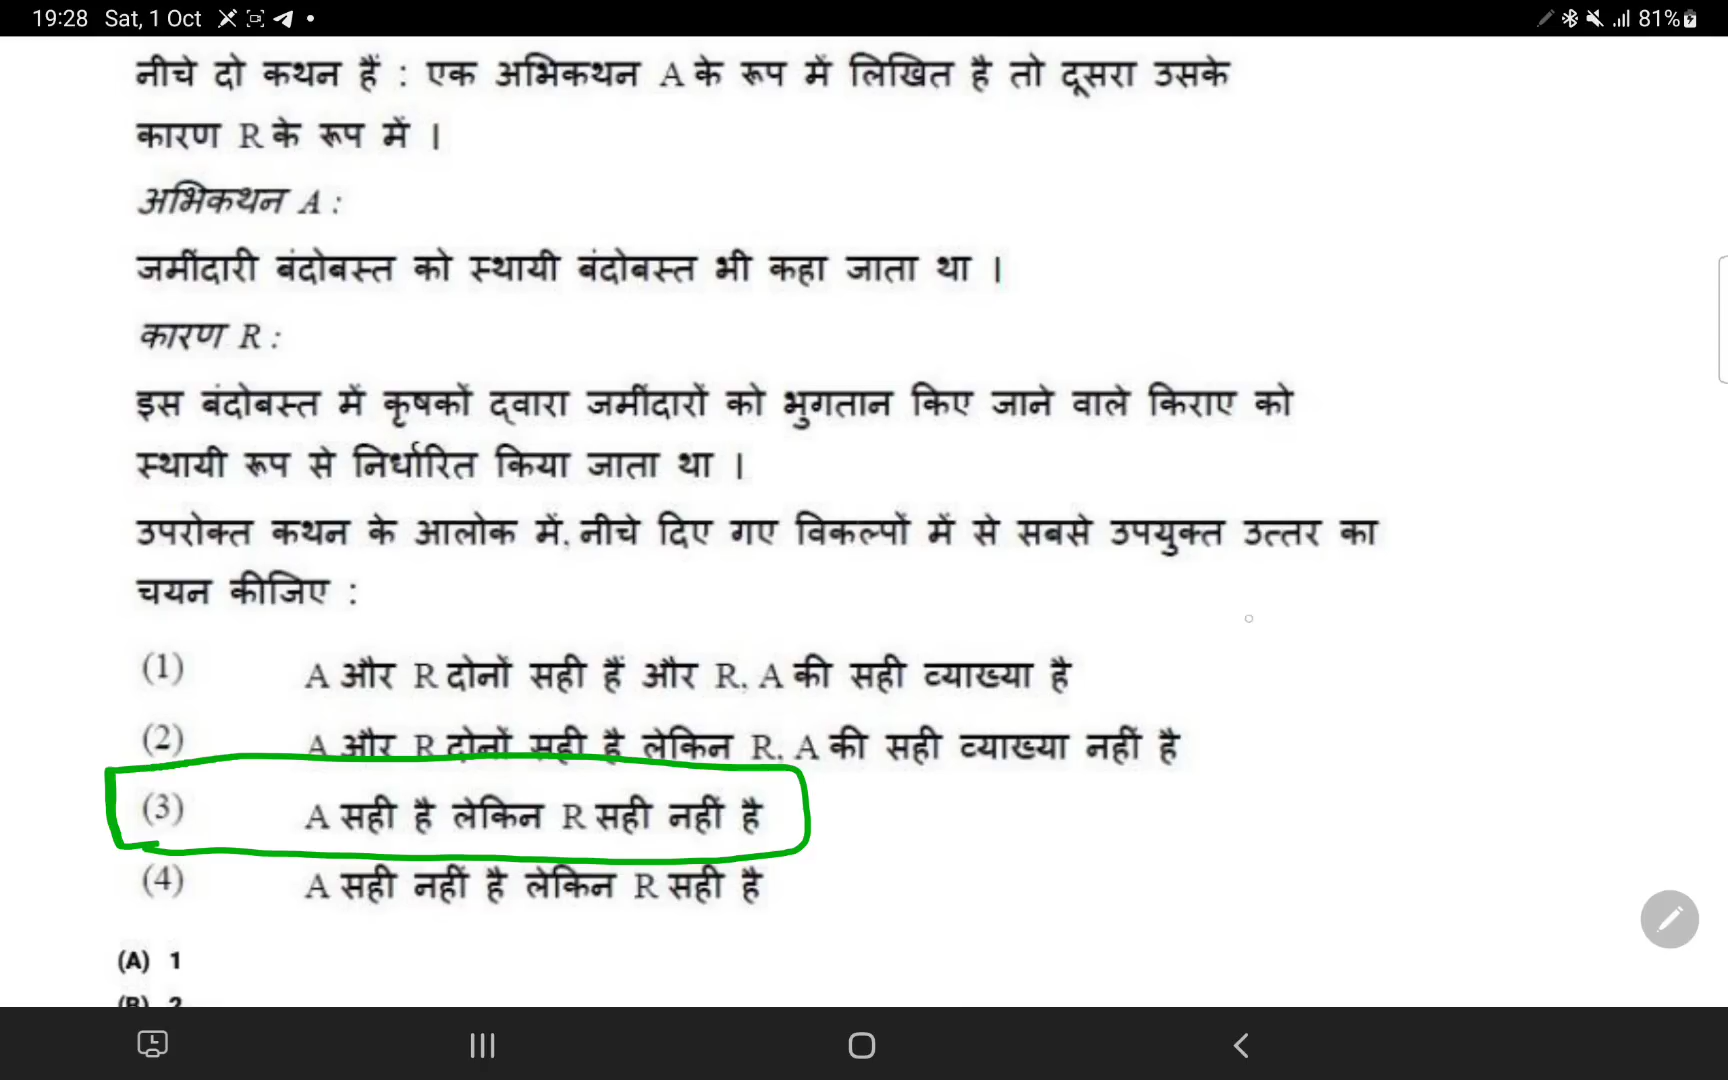 19:28 Sat, 1 Oct 81%
नीचे दो कथन हैं : एक अभिकथन A के रूप में लिखित है तो दूसरा उसके
कारण R के रूप में ।
अभिकथन A :
जमींदारी बंदोबस्त को स्थायी बंदोबस्त भी कहा जाता था ।
कारण R :
इस बंदोबस्त में कृषकों द्वारा जमींदारों को भुगतान किए जाने वाले किराए को
स्थायी रूप से निर्धारित किया जाता था ।
उपरोक्त कथन के आलोक में, नीचे दिए गए विकल्पों में से सबसे उपयुक्त उत्तर का
चयन कीजिए :
(1) A और R दोनों सही हैं और R, A की सही व्याख्या है
(2) A और R दोनों सही है लेकिन R, A की सही व्याख्या नहीं है
(3) A सही है लेकिन R सही नहीं है
(4) A सही नहीं है लेकिन R सही है
(A) 1
(B) 2